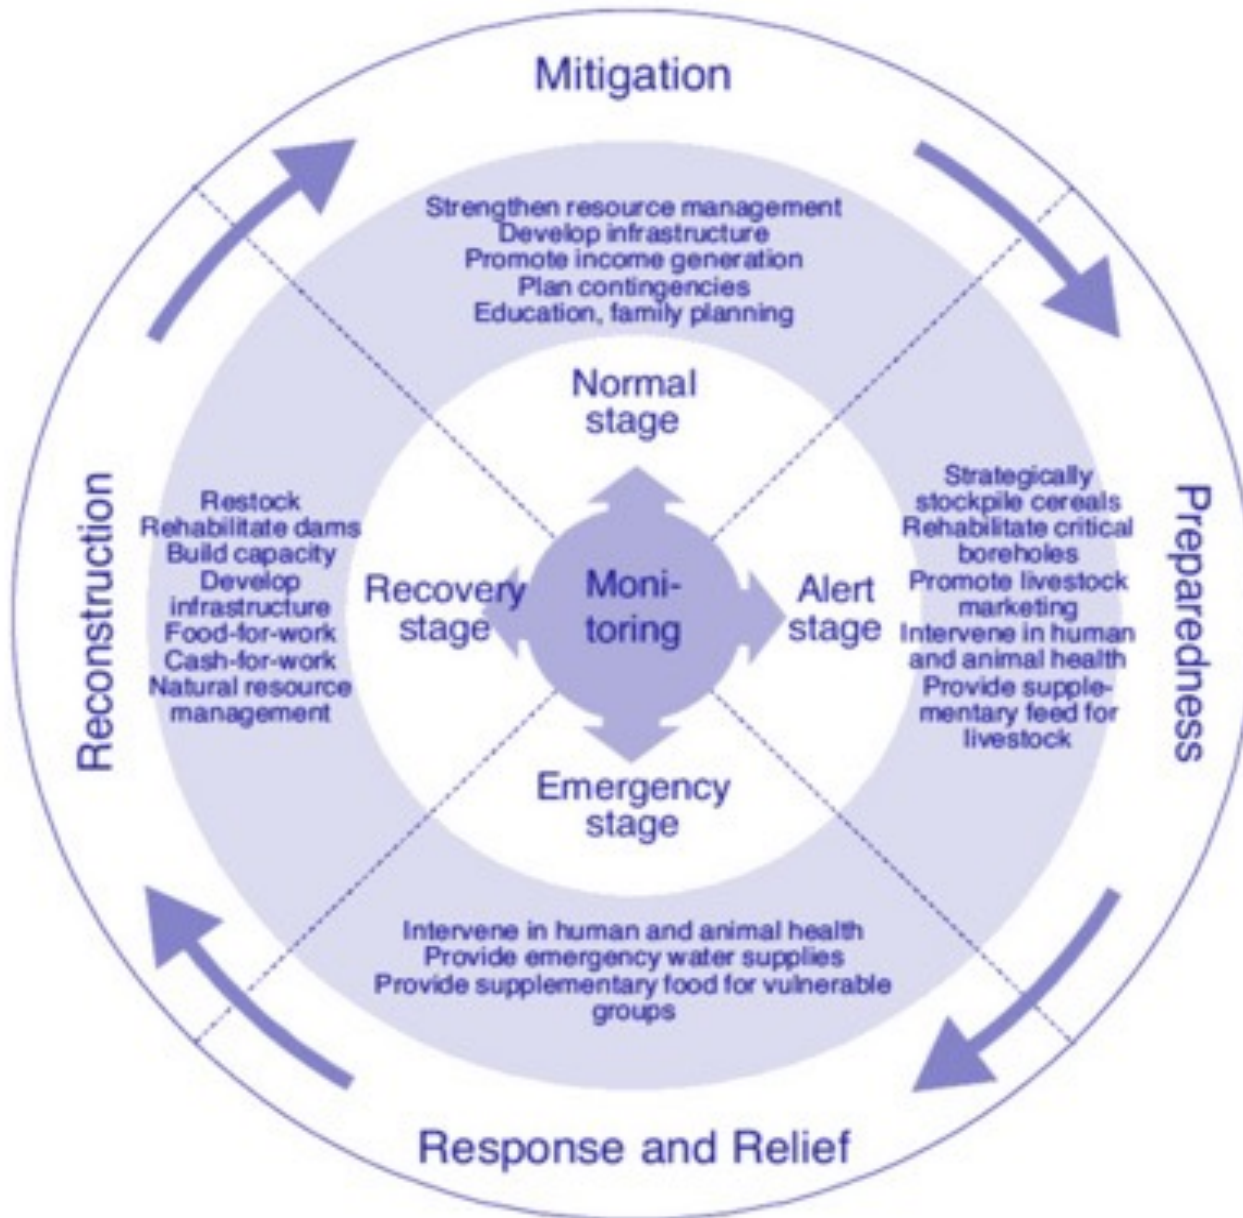 Mitigation
Strengthen resource management
Develop infrastructure
Promote income generation
Plan contingencies
Education, family planning
Normal
stage
Preparedness
Strategically
stockpile cereals
Rehabilitate critical
boreholes
Promote livestock
marketing
Intervene in human
and animal health
Provide supple-
mentary feed for
livestock
Alert
stage
Moni-
toring
Recovery
stage
Reconstruction
Restock
Rehabilitate dams
Build capacity
Develop
infrastructure
Food-for-work
Cash-for-work
Natural resource
management
Emergency
stage
Intervene in human and animal health
Provide emergency water supplies
Provide supplementary food for vulnerable
groups
Response and Relief